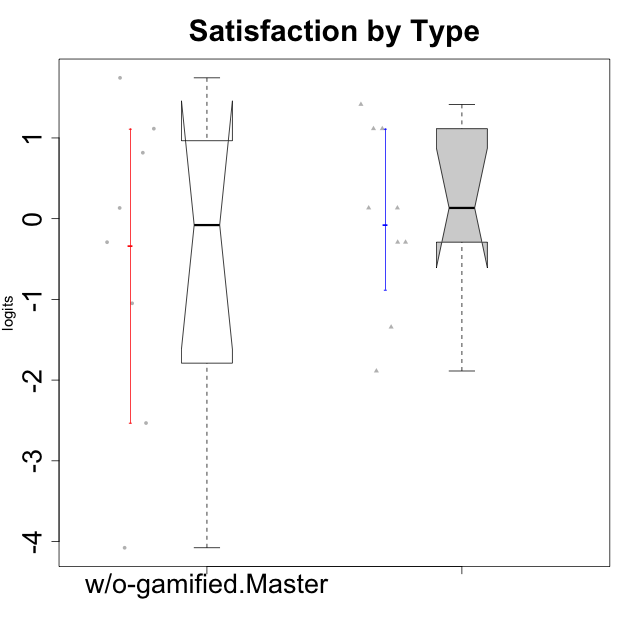 Satisfaction by Type
logits
1
0
-1
-2
-3
-4
w/o-gamified.Master